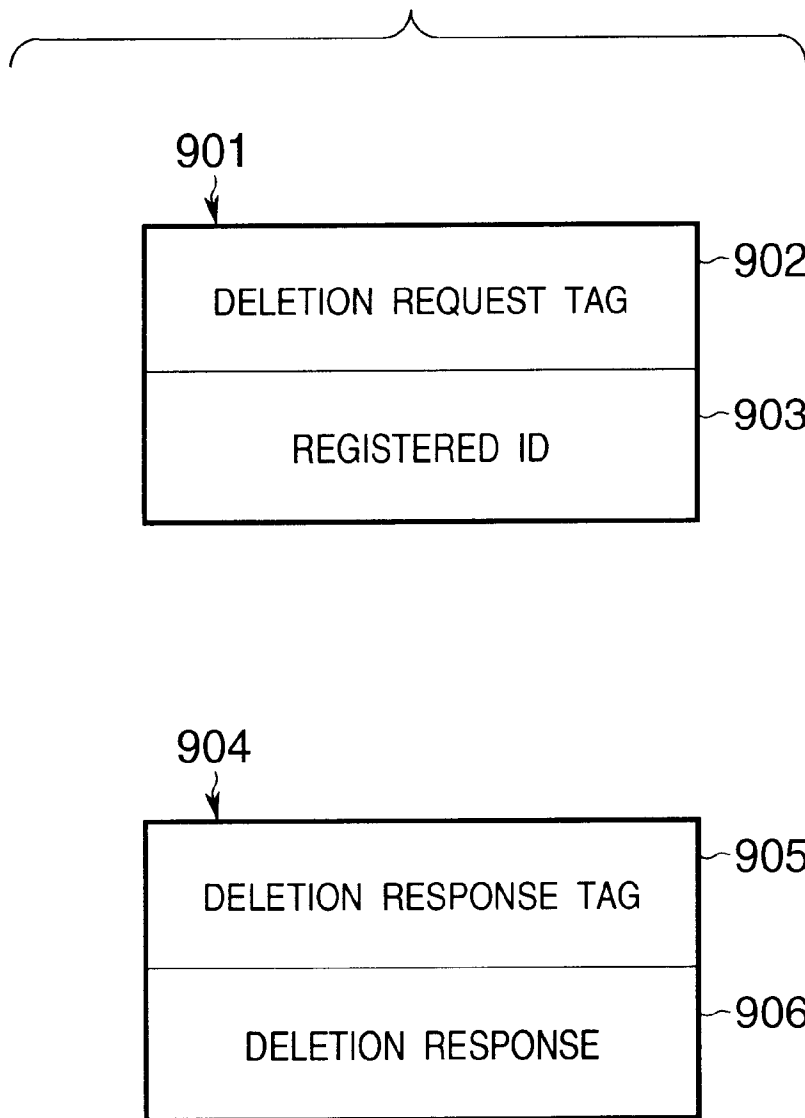 901
902
DELETION REQUEST TAG
903
REGISTERED ID
904
905
DELETION RESPONSE TAG
906
DELETION RESPONSE